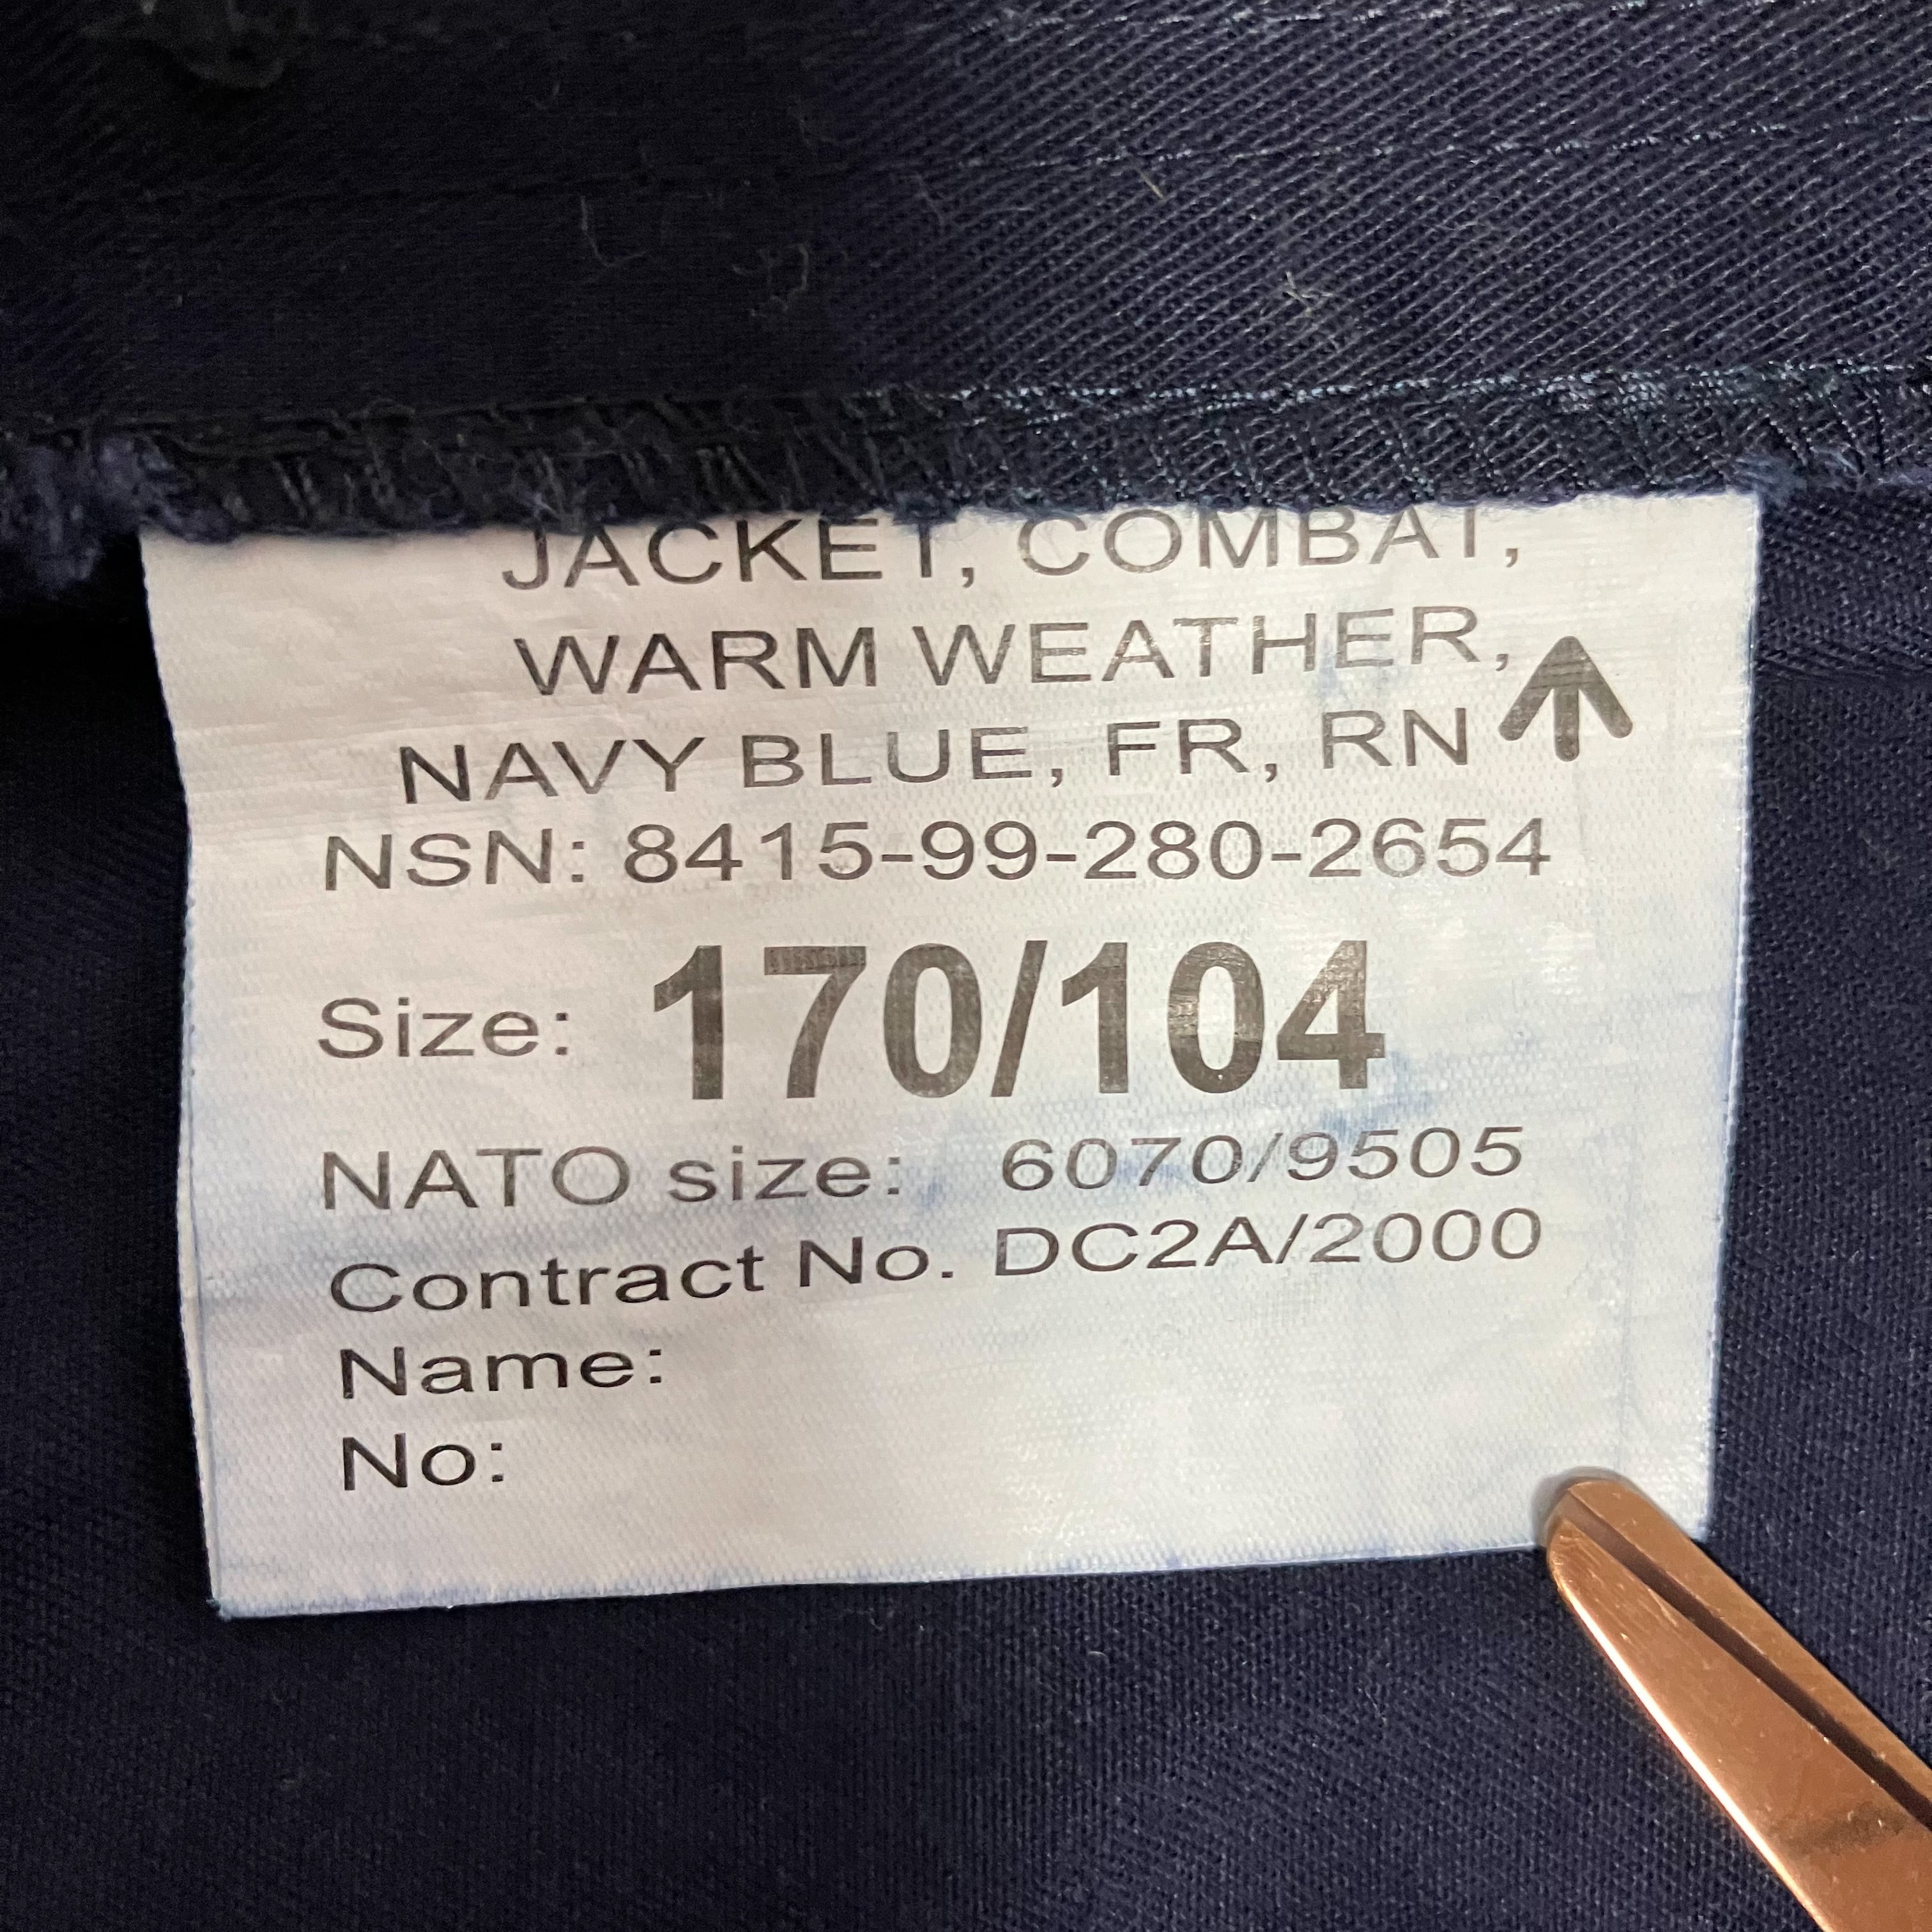 JACKET, COMBAT,
WARM WEATHER,
NAVY BLUE, FR, RN
NSN: 8415-99-280-2654
Size: 170/104
NATO size: 6070/9505
Contract No. DC2A/2000
Name:
No: